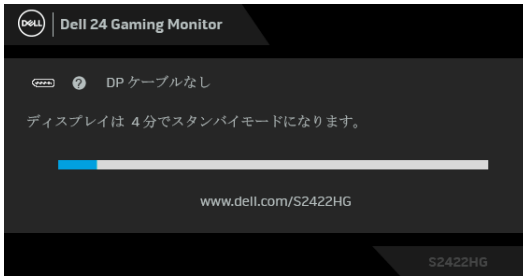 DELL
Dell 24 Gaming Monitor
? DP ケーブルなし
ディスプレイは 4 分でスタンバイモードになります。
www.dell.com/S2422HG
S2422HG